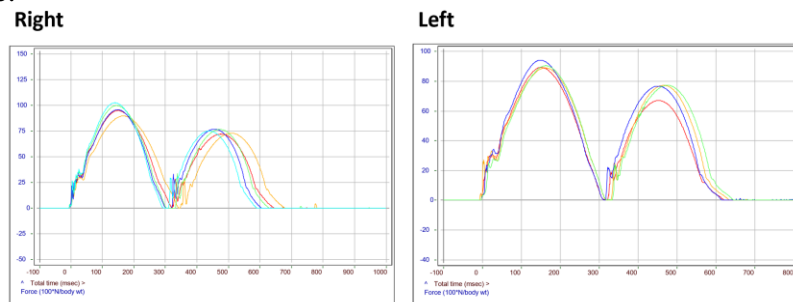 Right
Left
150-
125-
100-
75-
50-
25-
0-
-25-
-50-
-100 0 100 200 300 400 500 600 700 800 900 1000
^ Total time (msec) >
Force (100*N/body wt)
100-
80-
60-
40-
20-
0-
-20-
-40-
-100 0 100 200 300 400 500 600 700 800
^ Total time (msec) >
Force (100*N/body wt)